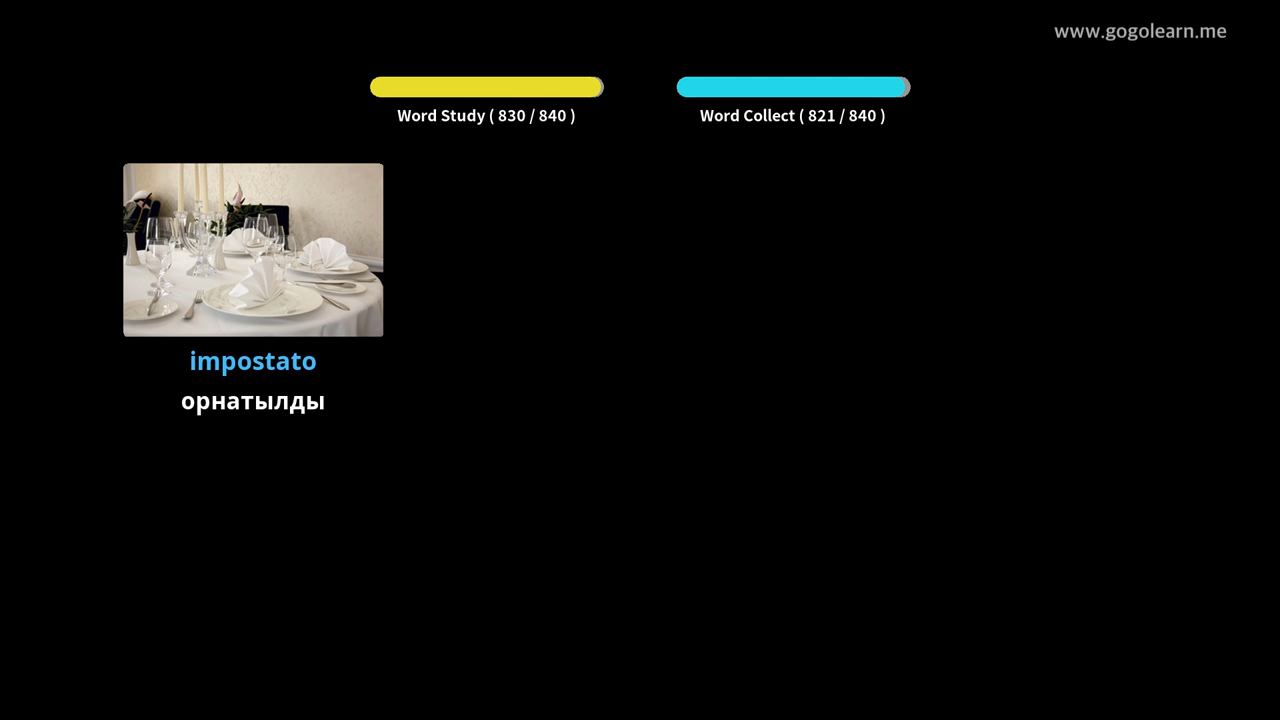 www.gogolearn.me
Word Study ( 830 / 840 )
Word Collect ( 821 / 840 )
impostato
орнатылды